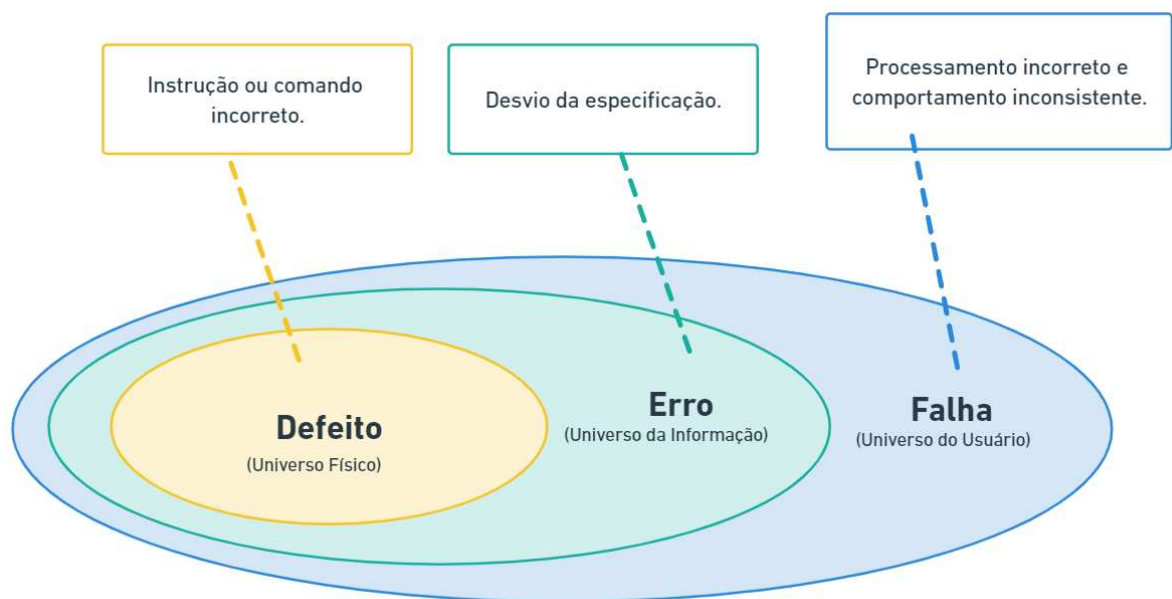 Instrução ou comando
incorreto.
Desvio da especificação.
Processamento incorreto e
comportamento inconsistente.
Defeito
(Universo Físico)
Erro
(Universo da Informação)
Falha
(Universo do Usuário)